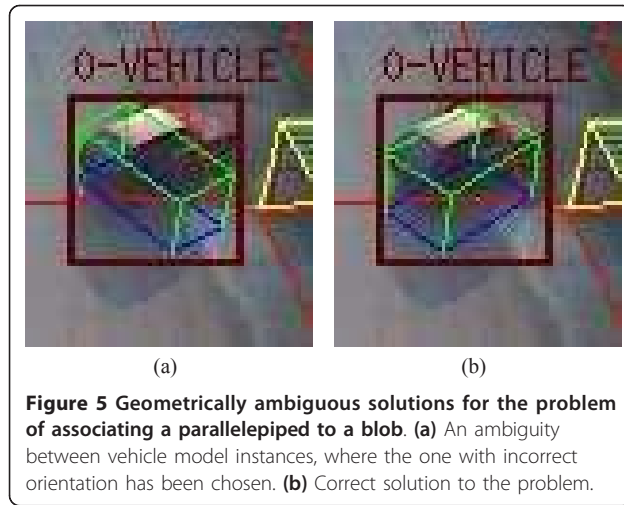 0-VEHICLE
0-VEHICLE
(a)
(b)
Figure 5 Geometrically ambiguous solutions for the problem
of associating a parallelepiped to a blob. (a) An ambiguity
between vehicle model instances, where the one with incorrect
orientation has been chosen. (b) Correct solution to the problem.